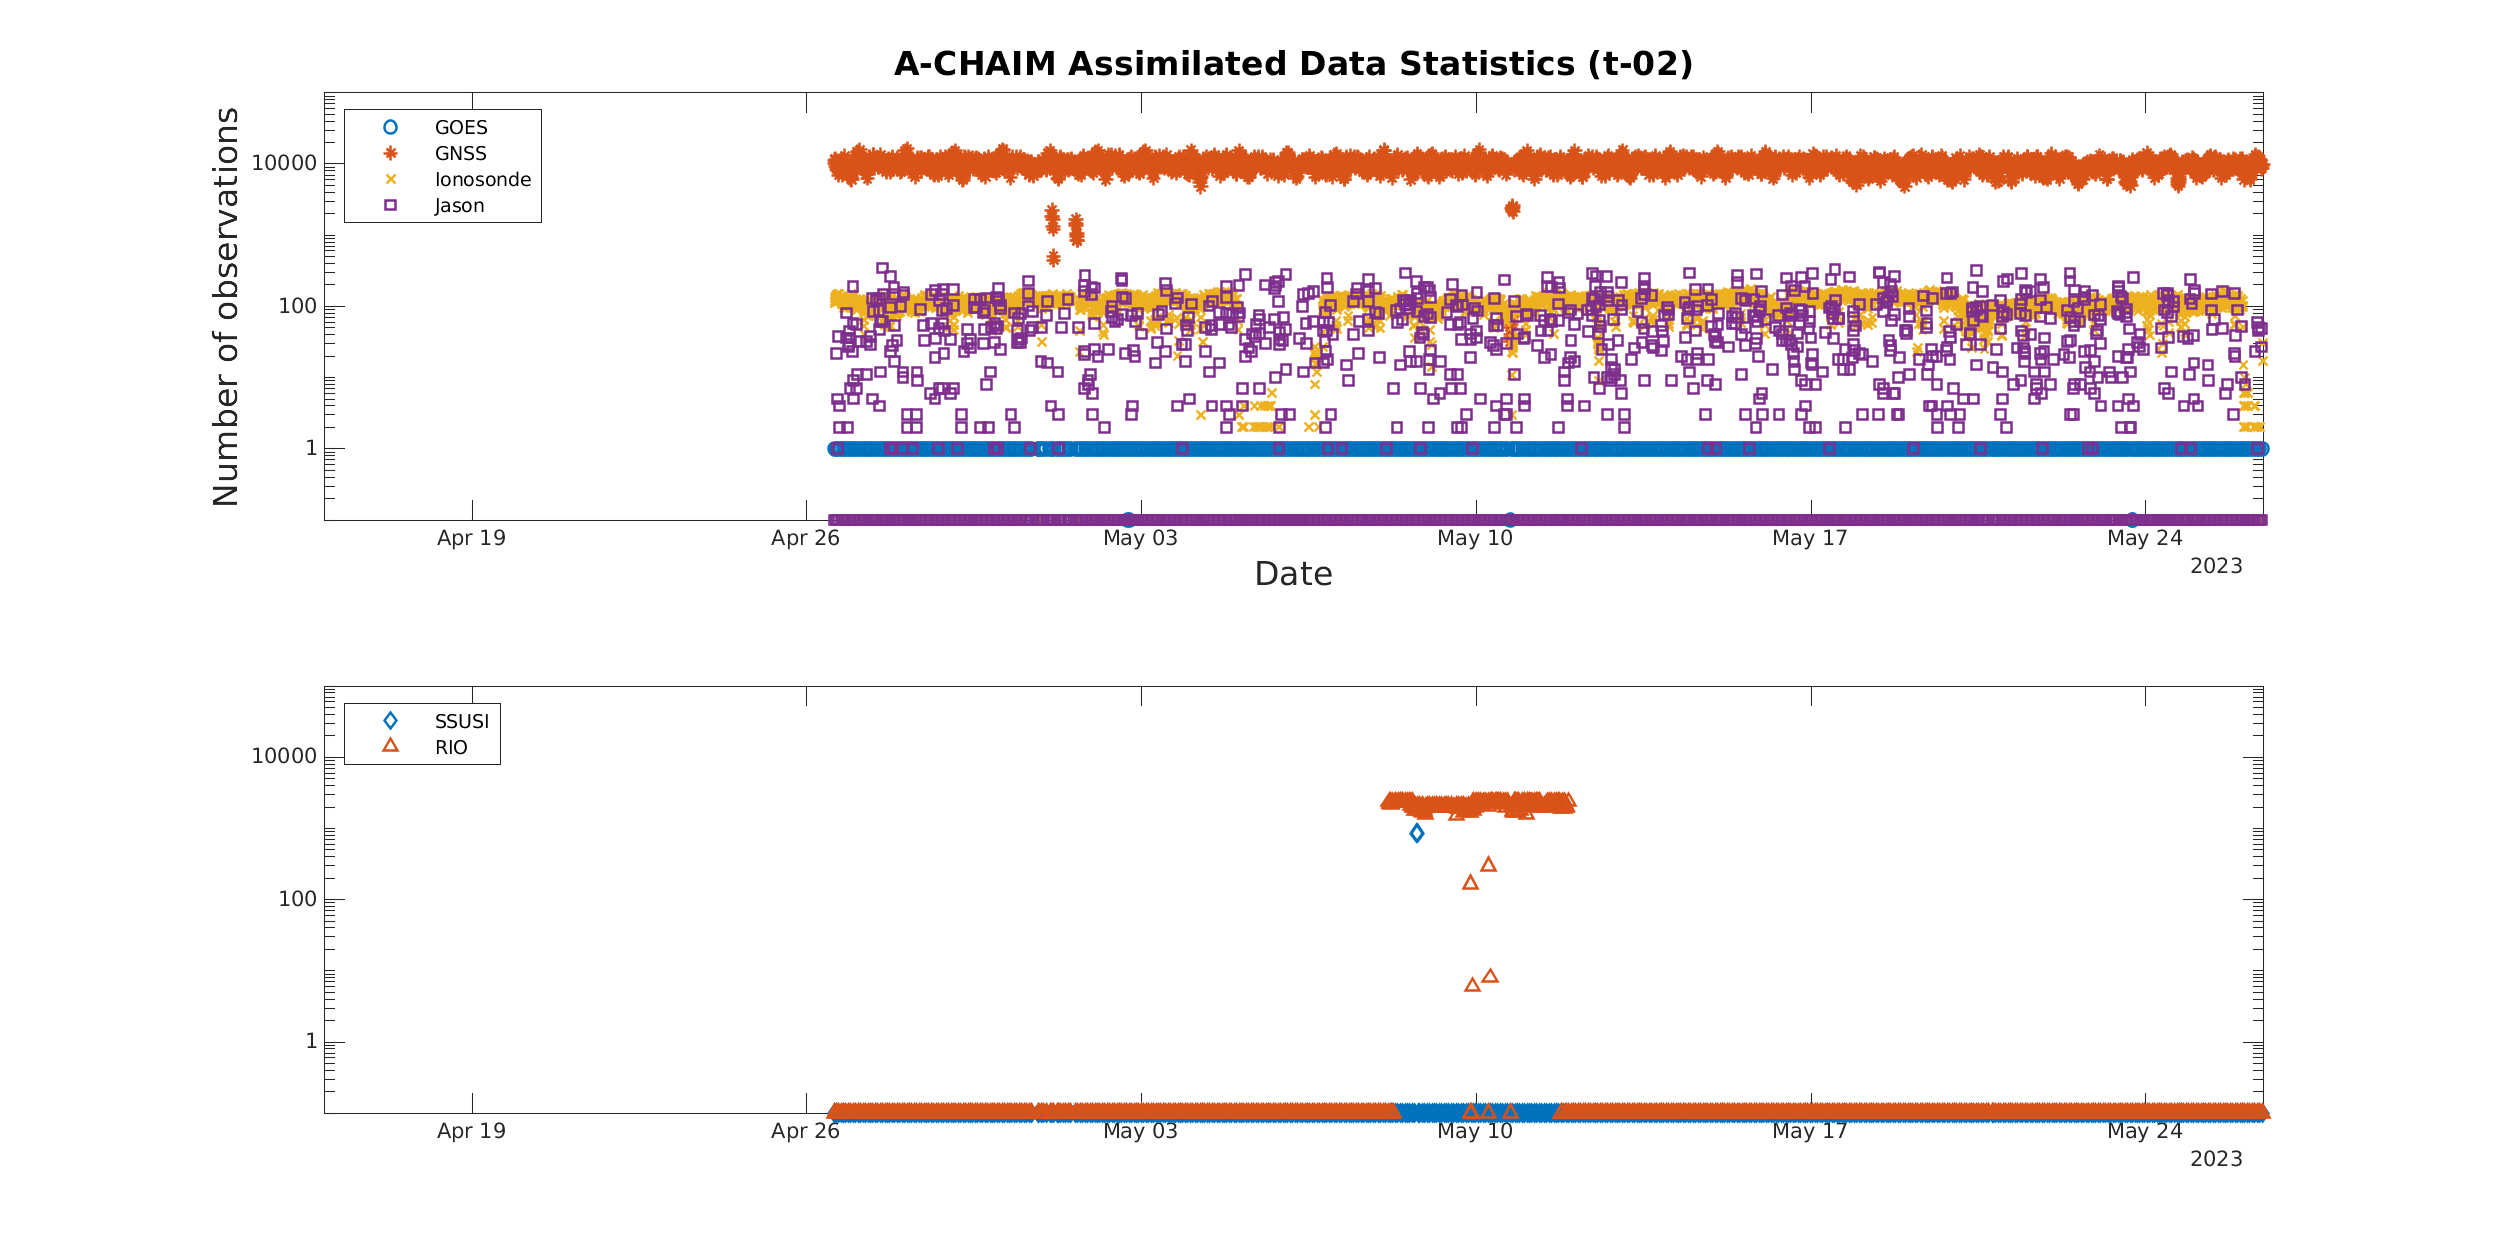 A-CHAIM Assimilated Data Statistics (t-02)
Number of observations
GOES
GNSS
Ionosonde
Jason
10000
100
1
Apr 19
Apr 26
May 03
May 10
May 17
May 24
2023
Date
SSUSI
RIO
10000
100
1
Apr 19
Apr 26
May 03
May 10
May 17
May 24
2023